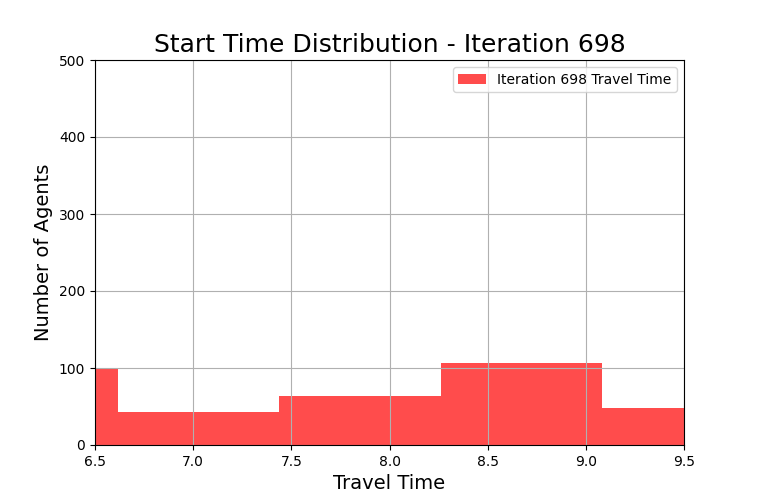 Start Time Distribution - Iteration 698
Iteration 698 Travel Time
Number of Agents
500
400
300
200
100
0
6.5 7.0 7.5 8.0 8.5 9.0 9.5
Travel Time